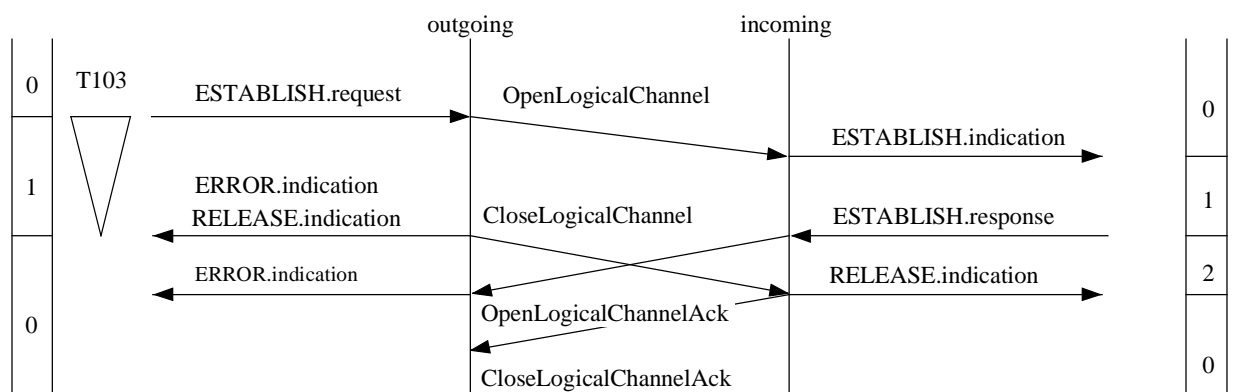 outgoing incoming
0 T103 ESTABLISH.request OpenLogicalChannel 0
ESTABLISH.indication
1 ERROR.indication 1
RELEASE.indication CloseLogicalChannel ESTABLISH.response
ERROR.indication RELEASE.indication 2
0 OpenLogicalChannelAck
CloseLogicalChannelAck 0